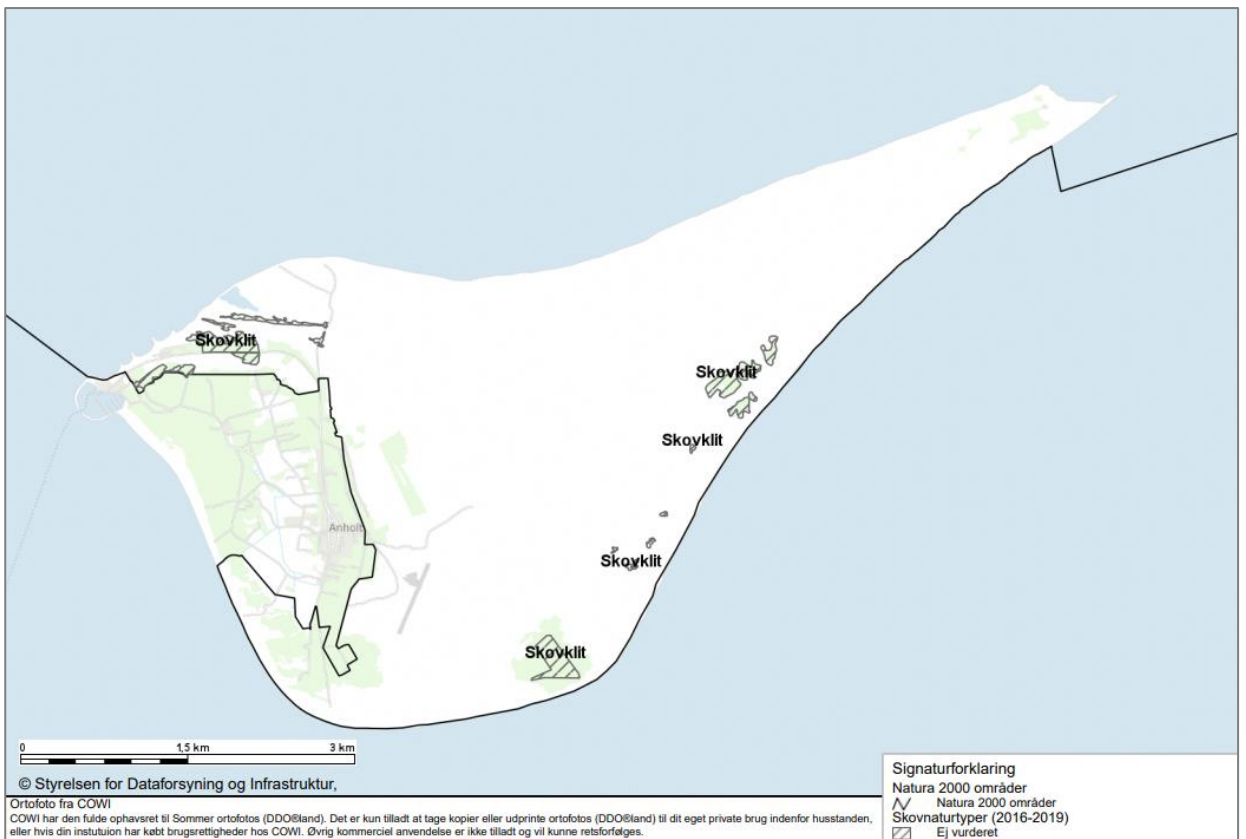 Skovklit
Skovklit
Skovklit
Anholt
Skovklit
Skovklit
0 1,5 km 3 km
© Styrelsen for Dataforsyning og Infrastruktur,
Ortofoto fra COWI
COWI har den fulde ophavsret til Sommer ortofotos (DDO®land). Det er kun tilladt at tage kopier eller udprinte ortofotos (DDO®land) til dit eget private brug indenfor husstanden,
eller hvis din instutuion har købt brugsrettigheder hos COWI. Øvrig kommerciel anvendelse er ikke tilladt og vil kunne retsforfølges.
Signaturforklaring
Natura 2000 områder
Natura 2000 områder
Skovnaturtyper (2016-2019)
Ej vurderet